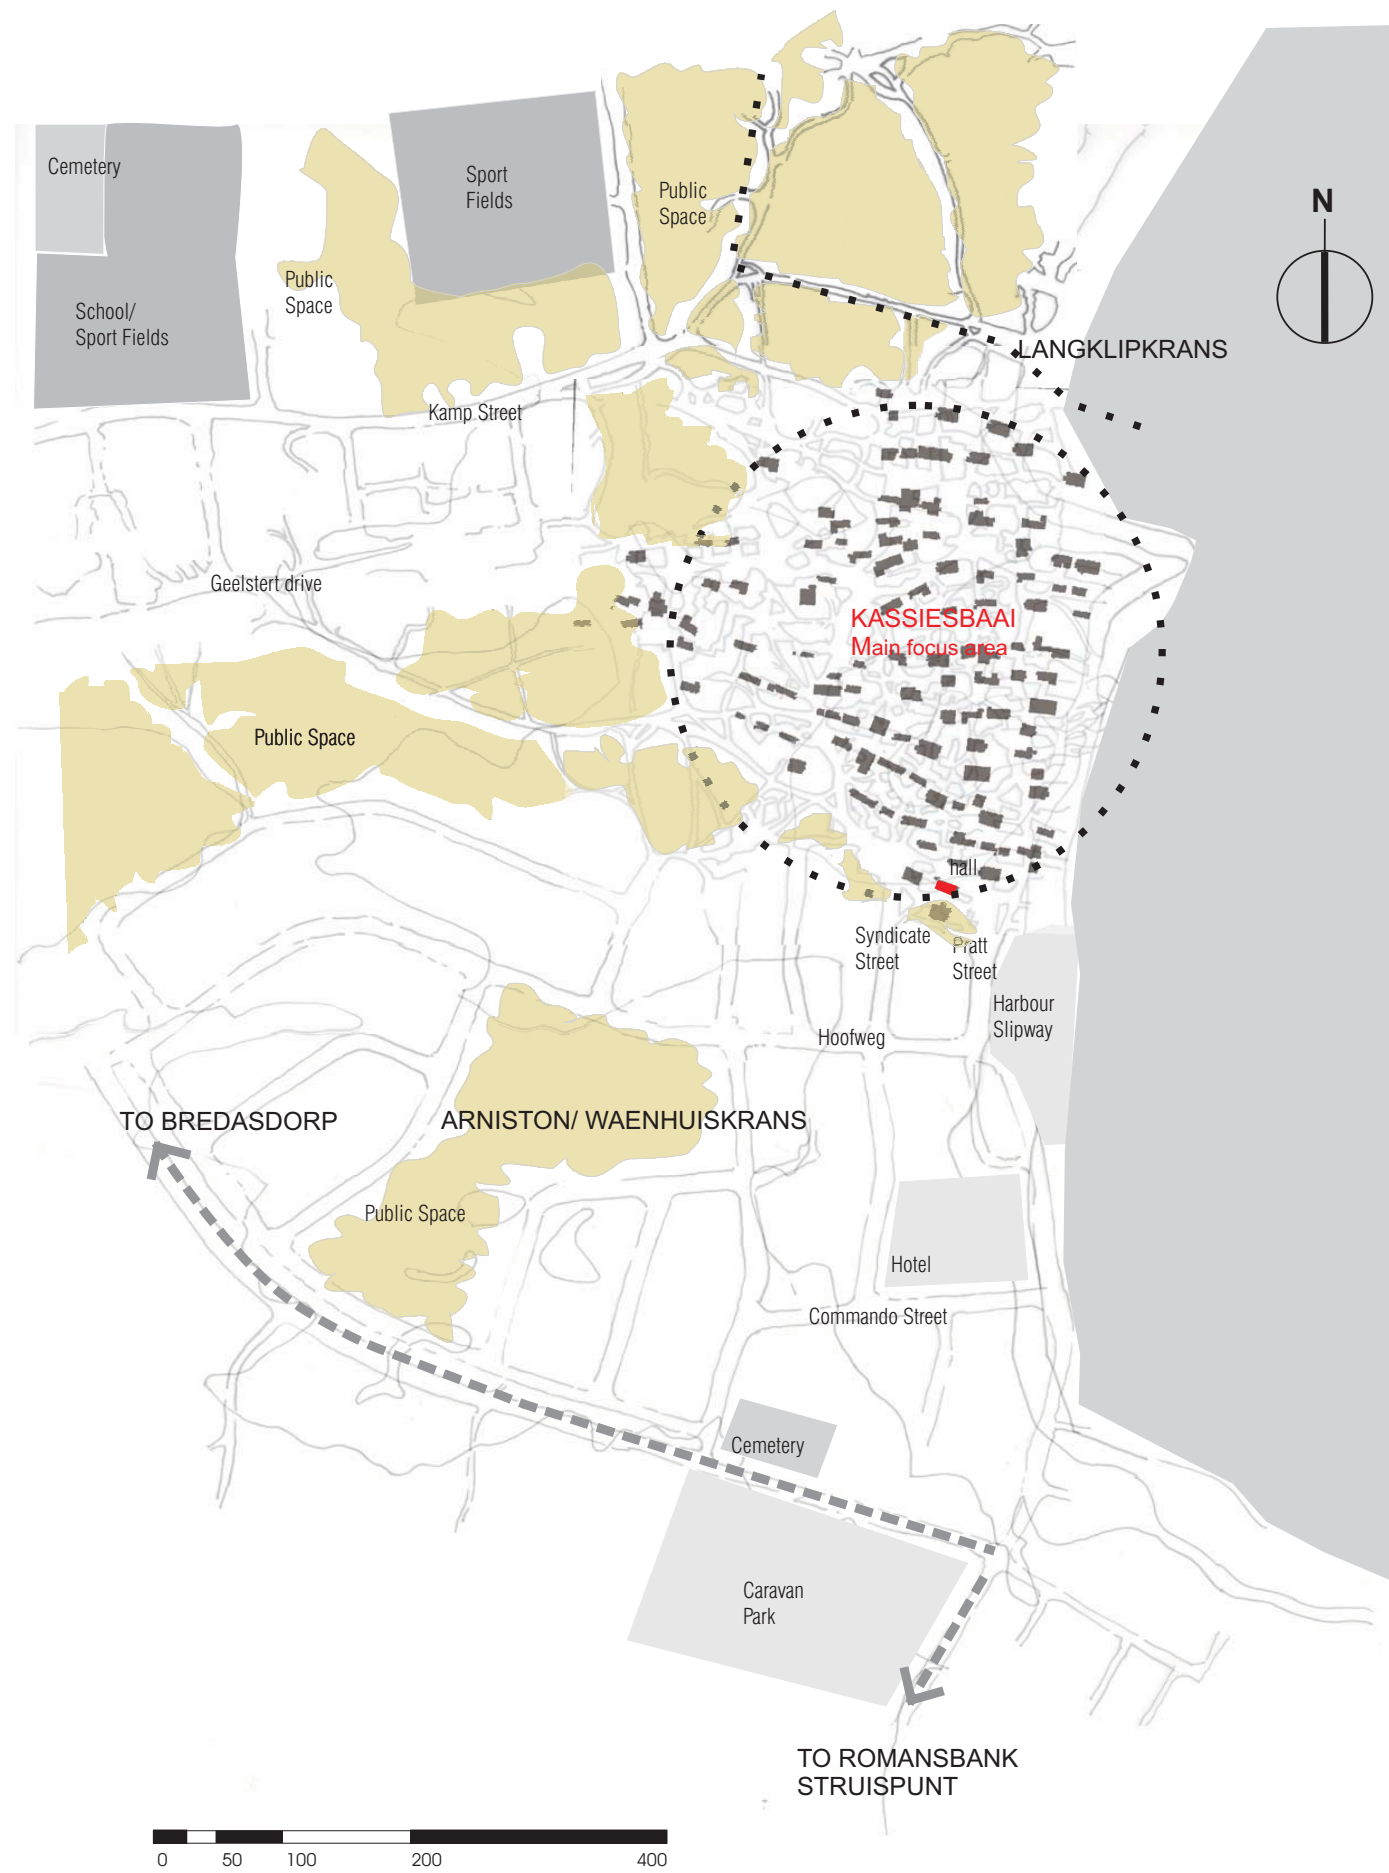 Cemetery
Sport
Fields
Public
Space
N
Public
Space
School/
Sport Fields
LANGKLIPKRANS
Kamp Street
Geelstert drive
KASSIESBAAI
Main focus area
Public Space
hall
Syndicate
Street
Pratt
Street
Harbour
Slipway
Hoofweg
TO BREDASDORP
ARNISTON/ WAENHUISKRANS
Public Space
Hotel
Commando Street
Cemetery
Caravan
Park
TO ROMANSBANK
STRUISPUNT
0 50 100 200 400